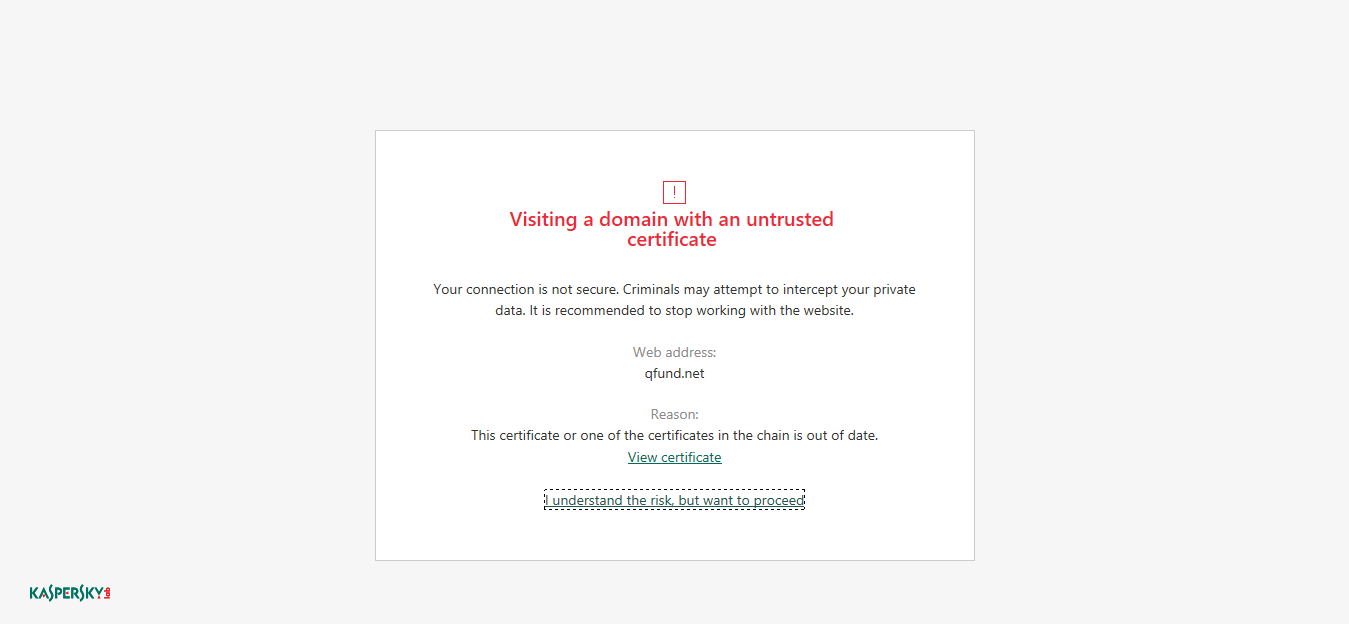 !
Visiting a domain with an untrusted
certificate
Your connection is not secure. Criminals may attempt to intercept your private
data. It is recommended to stop working with the website.
Web address:
qfund.net
Reason:
This certificate or one of the certificates in the chain is out of date.
View certificate
I understand the risk, but want to proceed
KASPERSKY lab